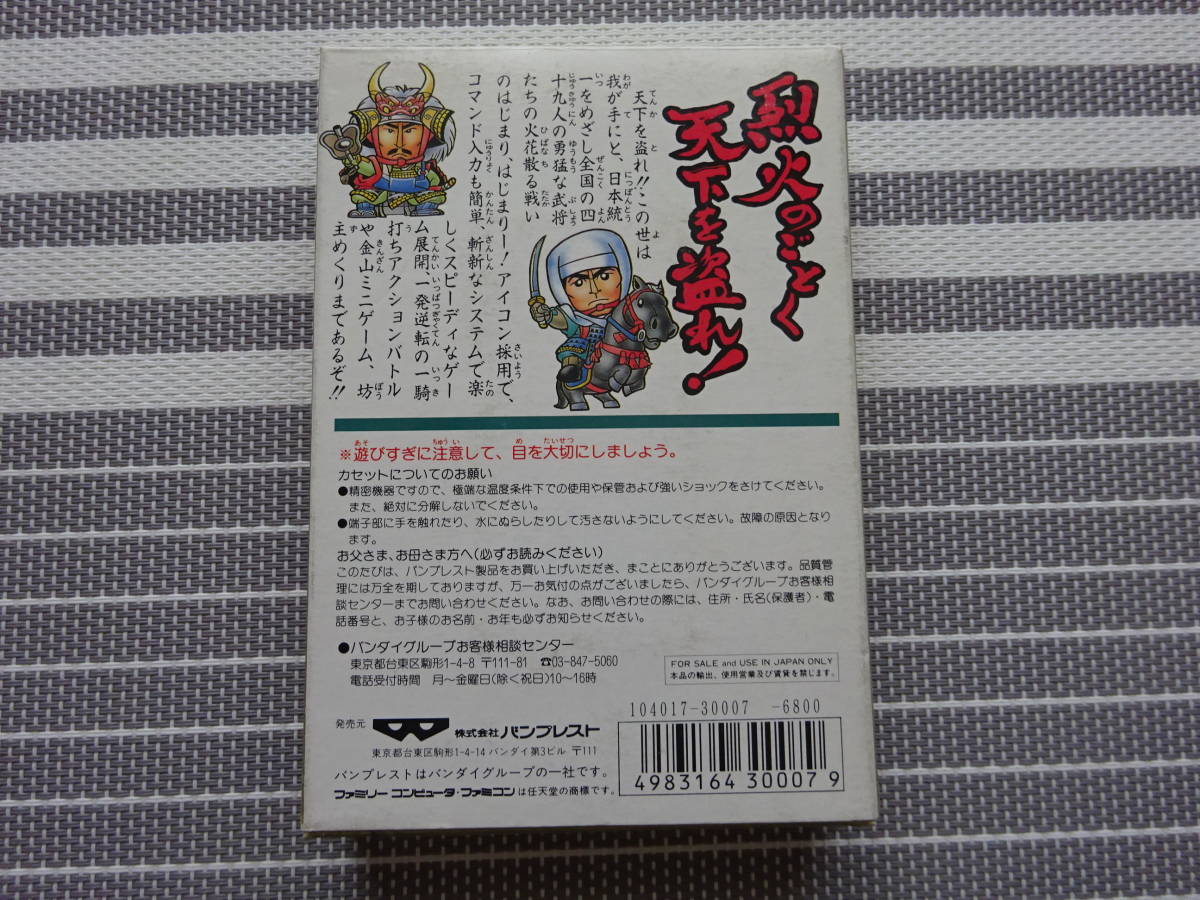 烈火のごとく
天下を盗れ!
天下を盗れ!!この世は
我が手にと、日本統
一をめざし全国の四
十九人の勇猛な武将
たちの火花散る戦い
のはじまり、はじまりー!アイコン採用で、
コマンド入力も簡単、斬新なシステムで楽
しくスピーディなゲー
ム展開、一発逆転の一騎
打ちアクションバトル
や金山ミニゲーム、坊
主めくりまであるぞ!!
※遊びすぎに注意して、目を大切にしましょう。
カセットについてのお願い
●精密機器ですので、極端な温度条件下での使用や保管および強いショックをさけてください。
また、絶対に分解しないでください。
●端子部に手を触れたり、水にぬらしたりして汚さないようにしてください。故障の原因となり
ます。
お父さま、お母さま方へ(必ずお読みください)
このたびは、バンプレスト製品をお買い上げいただき、まことにありがとうございます。品質管
理には万全を期しておりますが、万一お気付の点がございましたら、バンダイグループお客様相
談センターまでお問い合わせください。なお、お問い合わせの際には、住所・氏名(保護者)・電
話番号と、お子様のお名前・お年も必ずお知らせください。
●バンダイグループお客様相談センター
東京都台東区駒形1-4-8 〒111-81 ☎03-847-5060
電話受付時間 月〜金曜日(除く祝日)10〜16時
FOR SALE and USE IN JAPAN ONLY
本品の輸出、使用営業及び賃貸を禁じます。
104017-30007 -6800
発売元 株式会社バンプレスト
東京都台東区駒形1-4-14 バンダイ第3ビル 〒111
バンプレストはバンダイグループの一社です。
ファミリーコンピュータ・ファミコンは任天堂の商標です。
4983164 300079